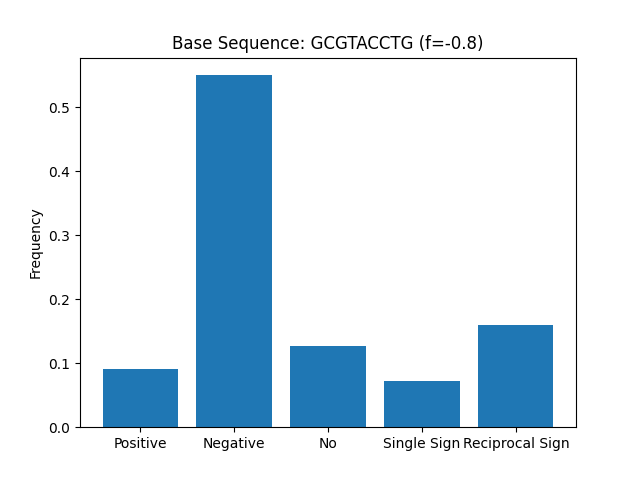 Base Sequence: GCGTACCTG (f=-0.8)
Frequency
0.5
0.4
0.3
0.2
0.1
0.0
Positive
Negative
No
Single Sign
Reciprocal Sign